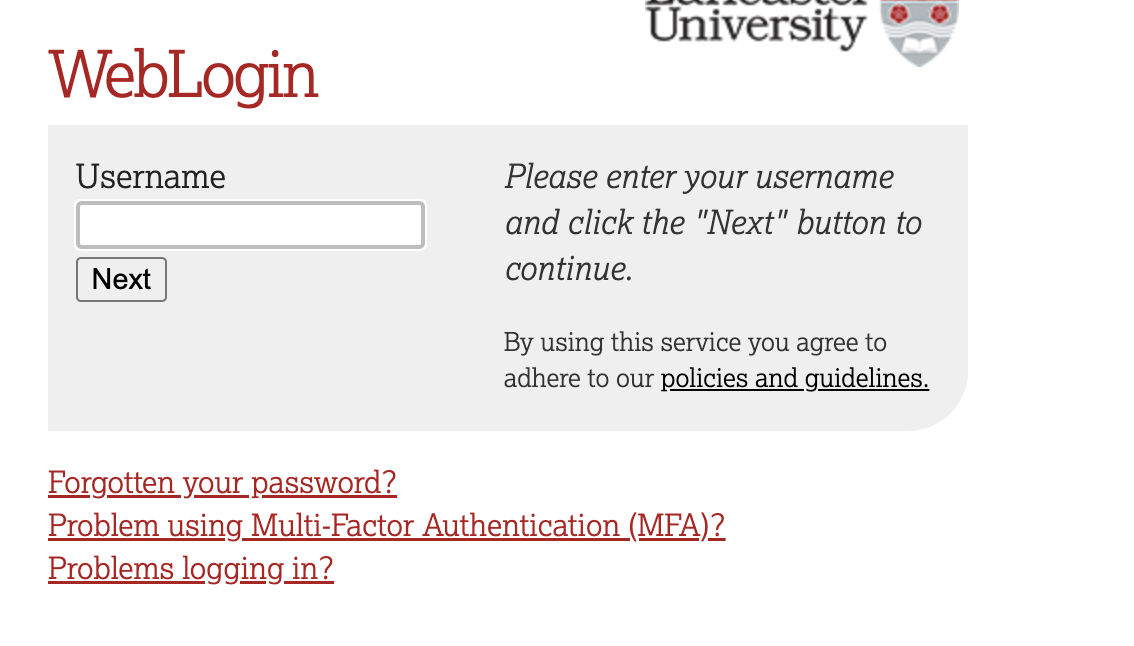 Lancaster
University
WebLogin
Username
Next
Please enter your username
and click the "Next" button to
continue.
By using this service you agree to
adhere to our policies and guidelines.
Forgotten your password?
Problem using Multi-Factor Authentication (MFA)?
Problems logging in?